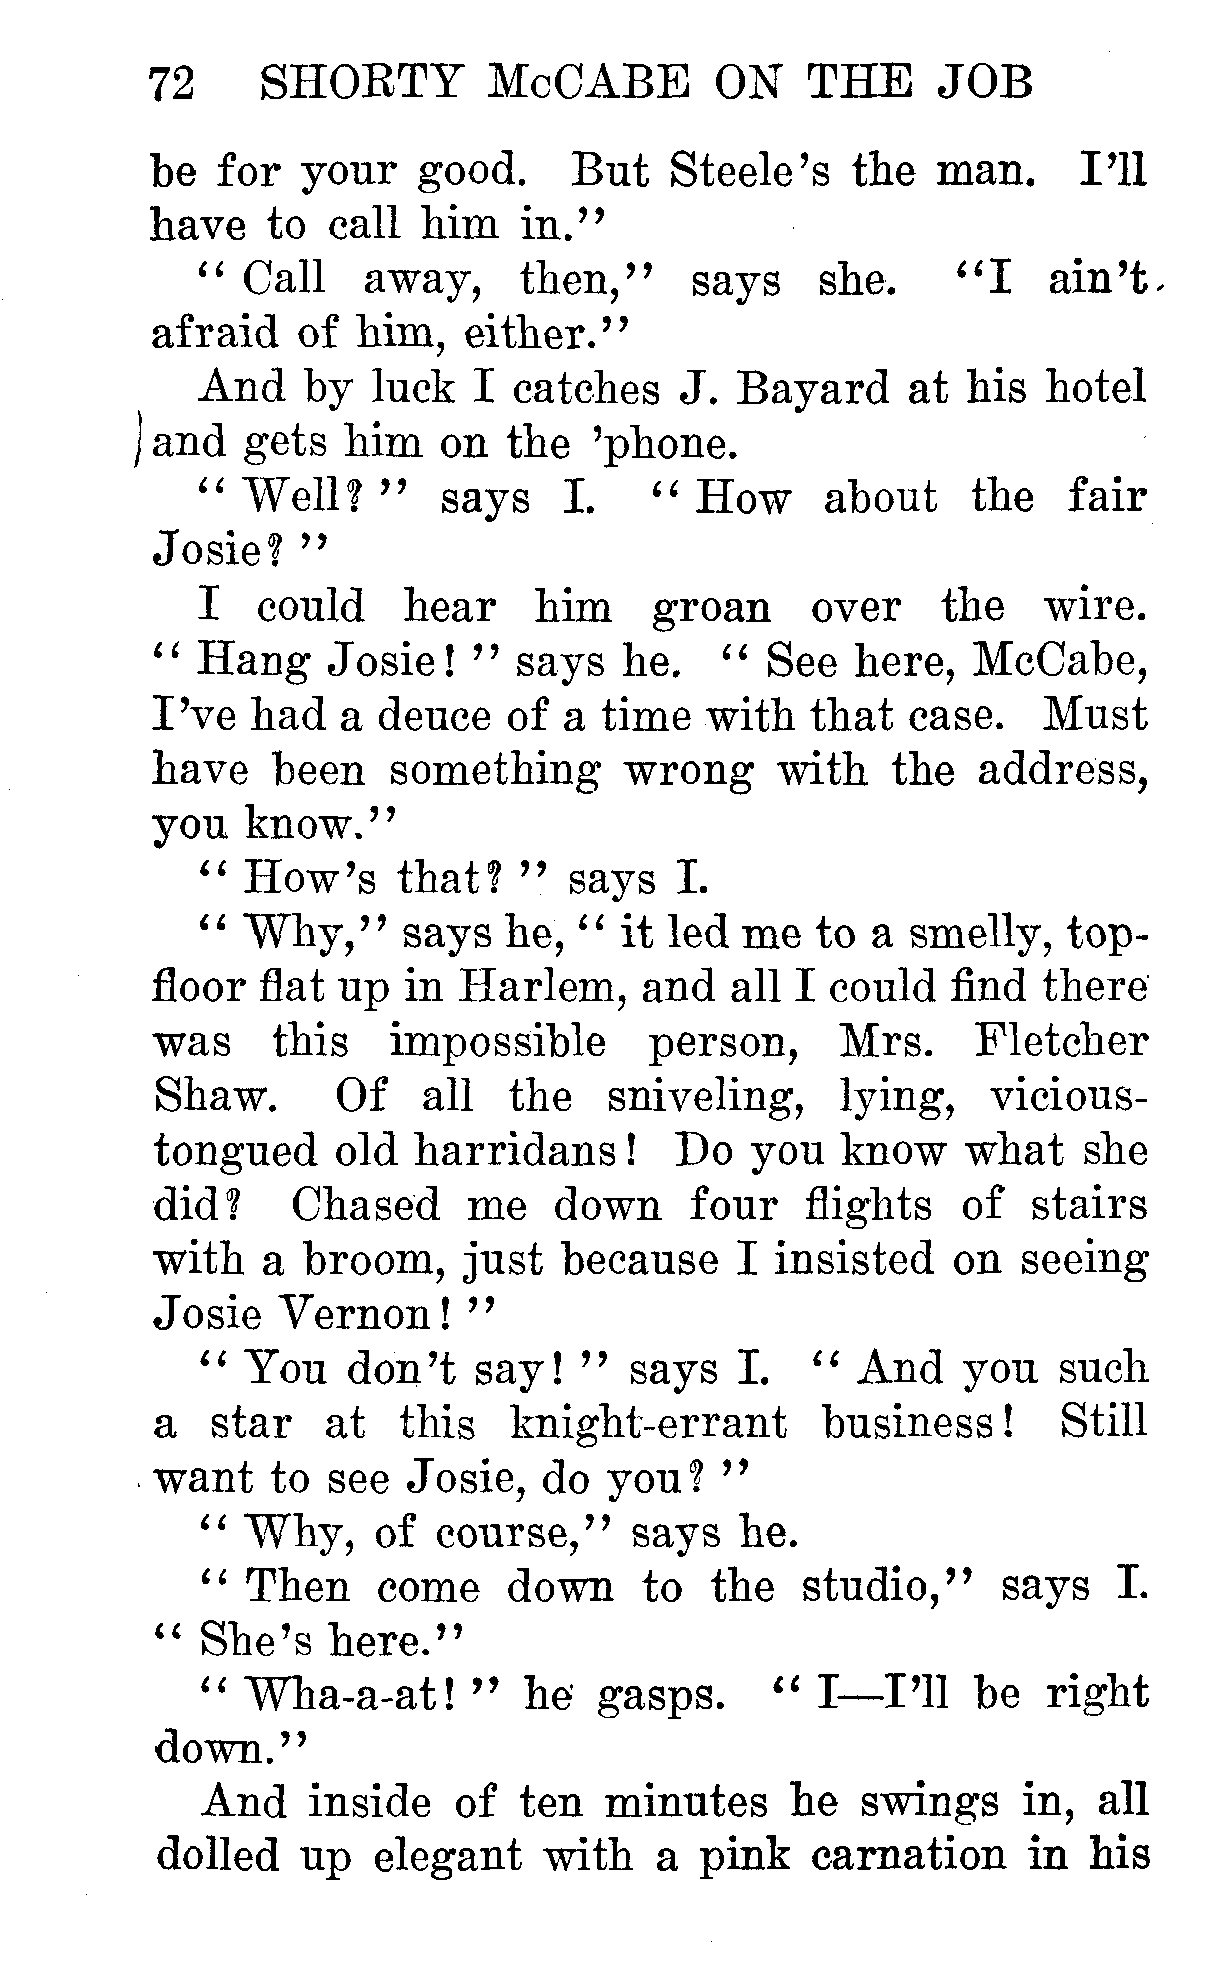 72 SHORTY McCABE ON THE JOB
be for your good. But Steele's the man. I'll
have to call him in."
"Call away, then," says she. "I ain't
afraid of him, either."
And by luck I catches J. Bayard at his hotel
and gets him on the 'phone.
"Well?" says I. "How about the fair
Josie?"
I could hear him groan over the wire.
"Hang Josie!" says he. "See here, McCabe,
I've had a deuce of a time with that case. Must
have been something wrong with the address,
you know."
"How's that?" says I.
"Why," says he, "it led me to a smelly, top-
floor flat up in Harlem, and all I could find there
was this impossible person, Mrs. Fletcher
Shaw. Of all the sniveling, lying, vicious-
tongued old harridans! Do you know what she
did? Chased me down four flights of stairs
with a broom, just because I insisted on seeing
Josie Vernon!"
"You don't say!" says I. "And you such
a star at this knight-errant business! Still
want to see Josie, do you?"
"Why, of course," says he.
"Then come down to the studio," says I.
"She's here."
"Wha-a-at!" he gasps. "I—I'll be right
down."
And inside of ten minutes he swings in, all
dolled up elegant with a pink carnation in his